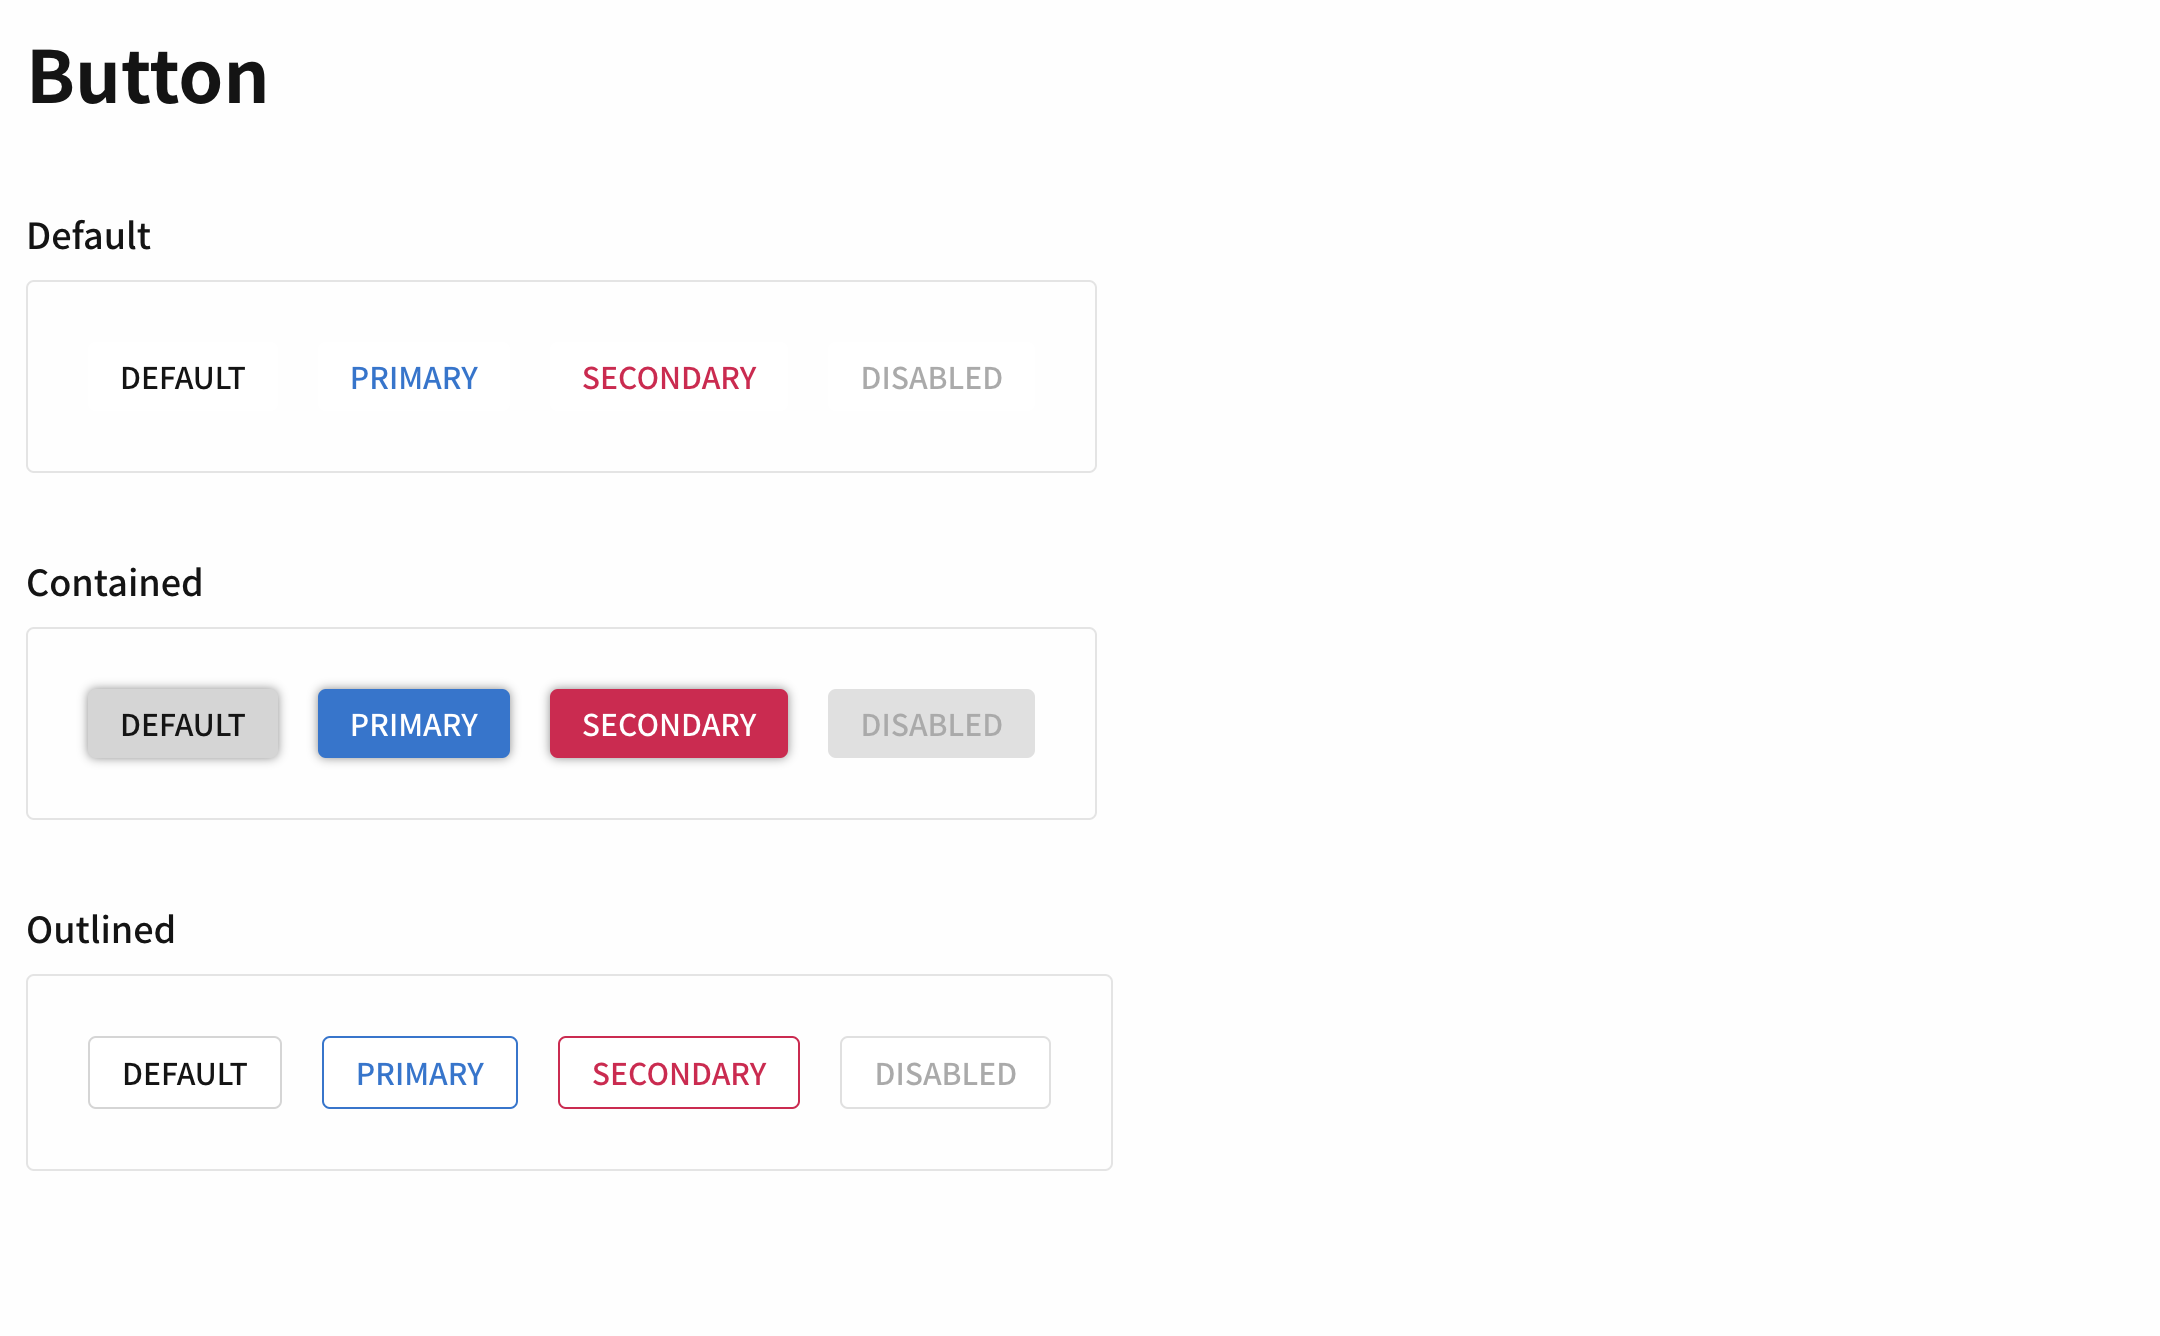 Button
Default
DEFAULT PRIMARY SECONDARY DISABLED
Contained
DEFAULT PRIMARY SECONDARY DISABLED
Outlined
DEFAULT PRIMARY SECONDARY DISABLED